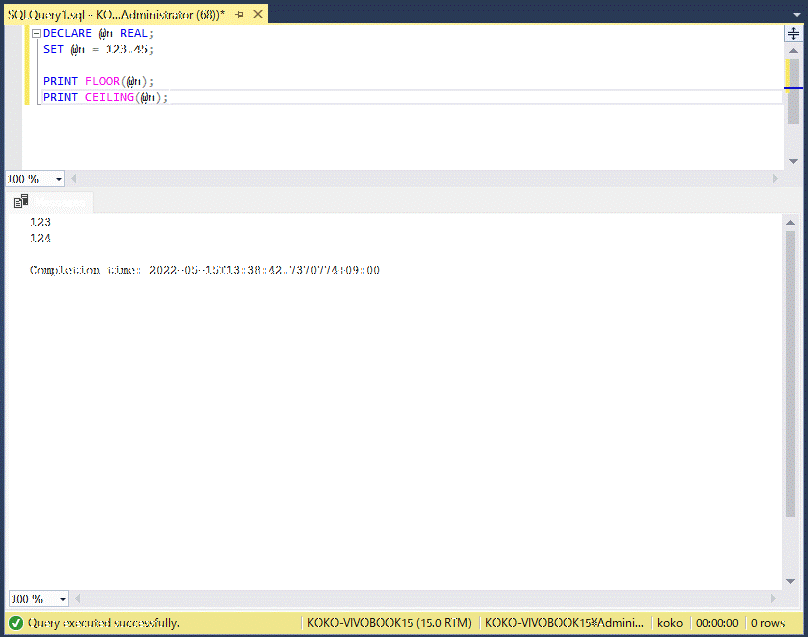 SQLQuery1.sql - KO...Administrator (68))*
DECLARE @n REAL;
SET @n = 123.45;
PRINT FLOOR(@n);
PRINT CEILING(@n);
100 %
Messages
123
124
Completion time: 2022-05-15T13:38:42.7370774+09:00
100 %
Query executed successfully.
KOKO-VIVOBOOK15 (15.0 RTM)
KOKO-VIVOBOOK15¥Admini...
koko
00:00:00
0 rows